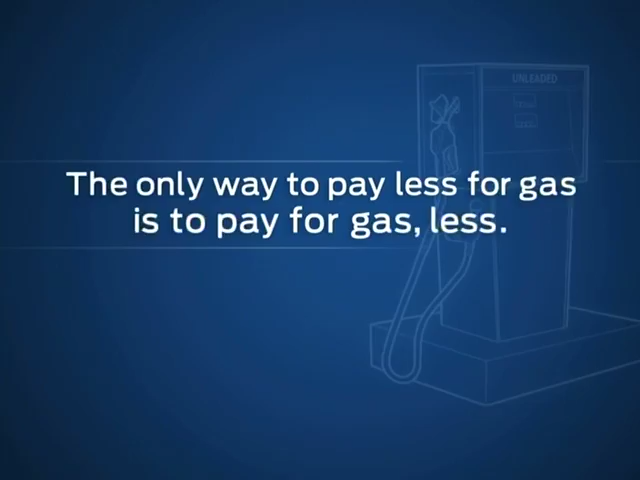 UNLEADED
The only way to pay less for gas
is to pay for gas, less.